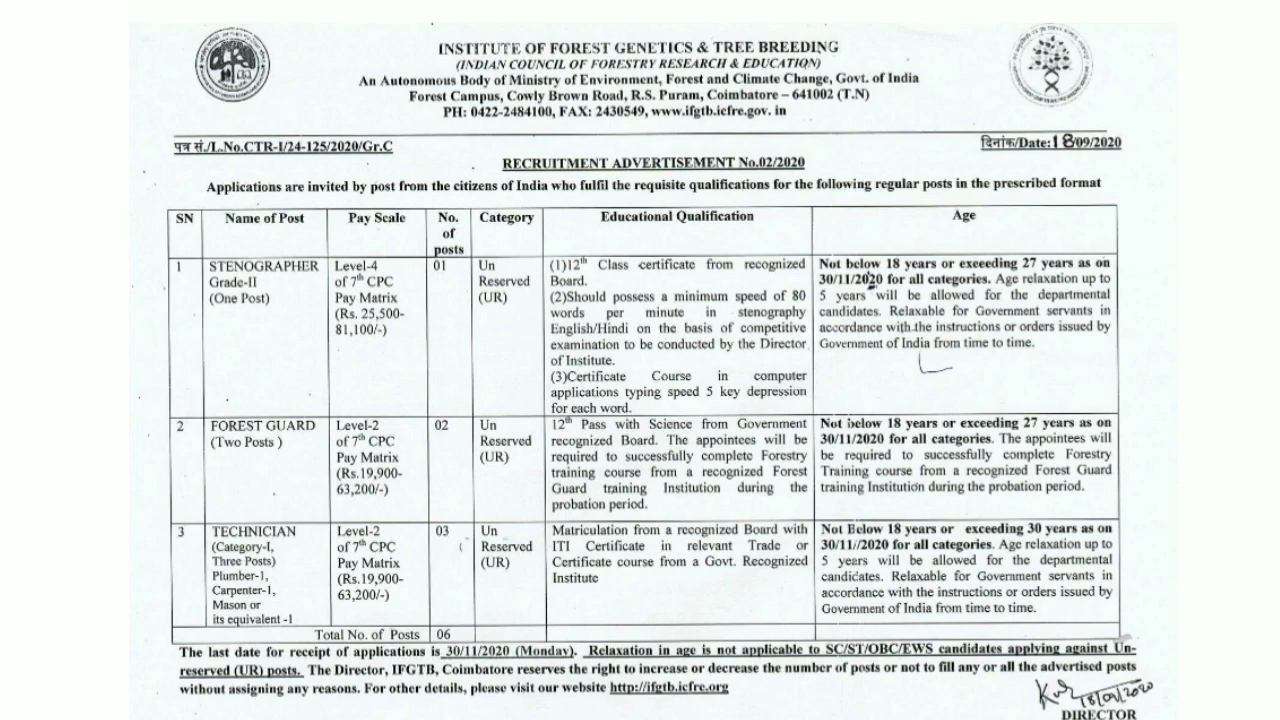 INSTITUTE OF FOREST GENETICS & TREE BREEDING
(INDIAN COUNCIL OF FORESTRY RESEARCH & EDUCATION)
An Autonomous Body of Ministry of Environment, Forest and Climate Change, Govt. of India
Forest Campus, Cowly Brown Road, R.S. Puram, Coimbatore – 641002 (T.N)
PH: 0422-2484100, FAX: 2430549, www.ifgtb.icfre.gov. in
पत्र सं./L.No.CTR-I/24-125/2020/Gr.C
दिनांक/Date:18/09/2020
RECRUITMENT ADVERTISEMENT No.02/2020
Applications are invited by post from the citizens of India who fulfil the requisite qualifications for the following regular posts in the prescribed format
SN Name of Post Pay Scale No. of posts Category Educational Qualification Age
1
STENOGRAPHER
Grade-II
(One Post)
Level-4
of 7th CPC
Pay Matrix
(Rs. 25,500-
81,100/-)
01
Un
Reserved
(UR)
(1)12th Class certificate from recognized
Board.
(2)Should possess a minimum speed of 80
words per minute in stenography
English/Hindi on the basis of competitive
examination to be conducted by the Director
of Institute.
(3)Certificate Course in computer
applications typing speed 5 key depression
for each word.
Not below 18 years or exceeding 27 years as on
30/11/2020 for all categories. Age relaxation up to
5 years will be allowed for the departmental
candidates. Relaxable for Government servants in
accordance with the instructions or orders issued by
Government of India from time to time.
2
FOREST GUARD
(Two Posts )
Level-2
of 7th CPC
Pay Matrix
(Rs.19,900-
63,200/-)
02
Un
Reserved
(UR)
12th Pass with Science from Government
recognized Board. The appointees will be
required to successfully complete Forestry
training course from a recognized Forest
Guard training Institution during the
probation period.
Not below 18 years or exceeding 27 years as on
30/11/2020 for all categories. The appointees will
be required to successfully complete Forestry
Training course from a recognized Forest Guard
training Institution during the probation period.
3
TECHNICIAN
(Category-I,
Three Posts)
Plumber-1,
Carpenter-1,
Mason or
its equivalent -1
Level-2
of 7th CPC
Pay Matrix
(Rs.19,900-
63,200/-)
03
Un
Reserved
(UR)
Matriculation from a recognized Board with
ITI Certificate in relevant Trade or
Certificate course from a Govt. Recognized
Institute
Not Below 18 years or exceeding 30 years as on
30/11//2020 for all categories. Age relaxation up to
5 years will be allowed for the departmental
candidates. Relaxable for Government servants in
accordance with the instructions or orders issued by
Government of India from time to time.
Total No. of Posts 06
The last date for receipt of applications is 30/11/2020 (Monday). Relaxation in age is not applicable to SC/ST/OBC/EWS candidates applying against Un-
reserved (UR) posts. The Director, IFGTB, Coimbatore reserves the right to increase or decrease the number of posts or not to fill any or all the advertised posts
without assigning any reasons. For other details, please visit our website http://ifgtb.icfre.org
18/09/2020
DIRECTOR